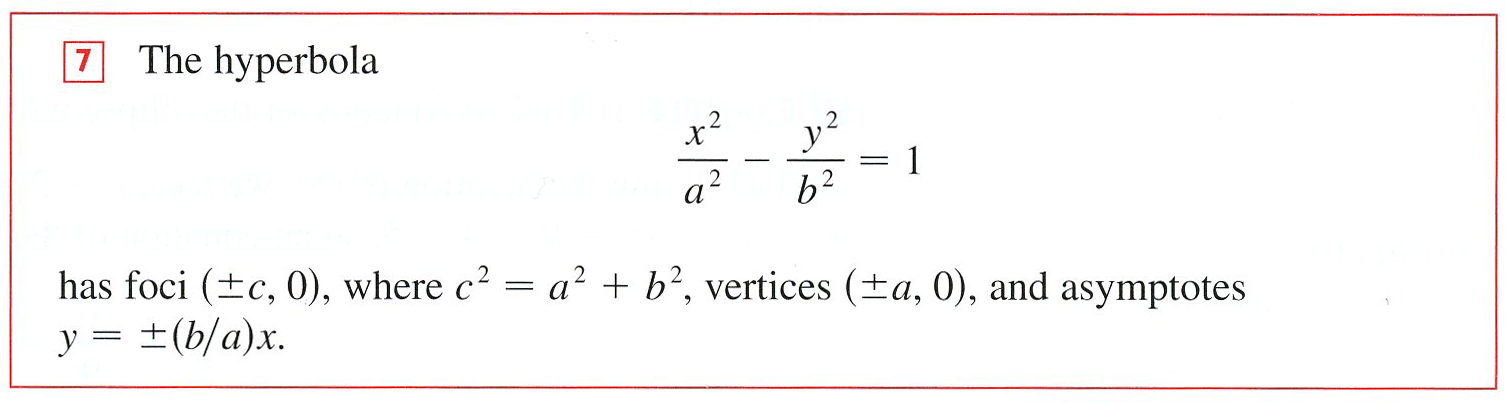 7 The hyperbola
x²/a² − y²/b² = 1
has foci (±c, 0), where c² = a² + b², vertices (±a, 0), and asymptotes
y = ±(b/a)x.